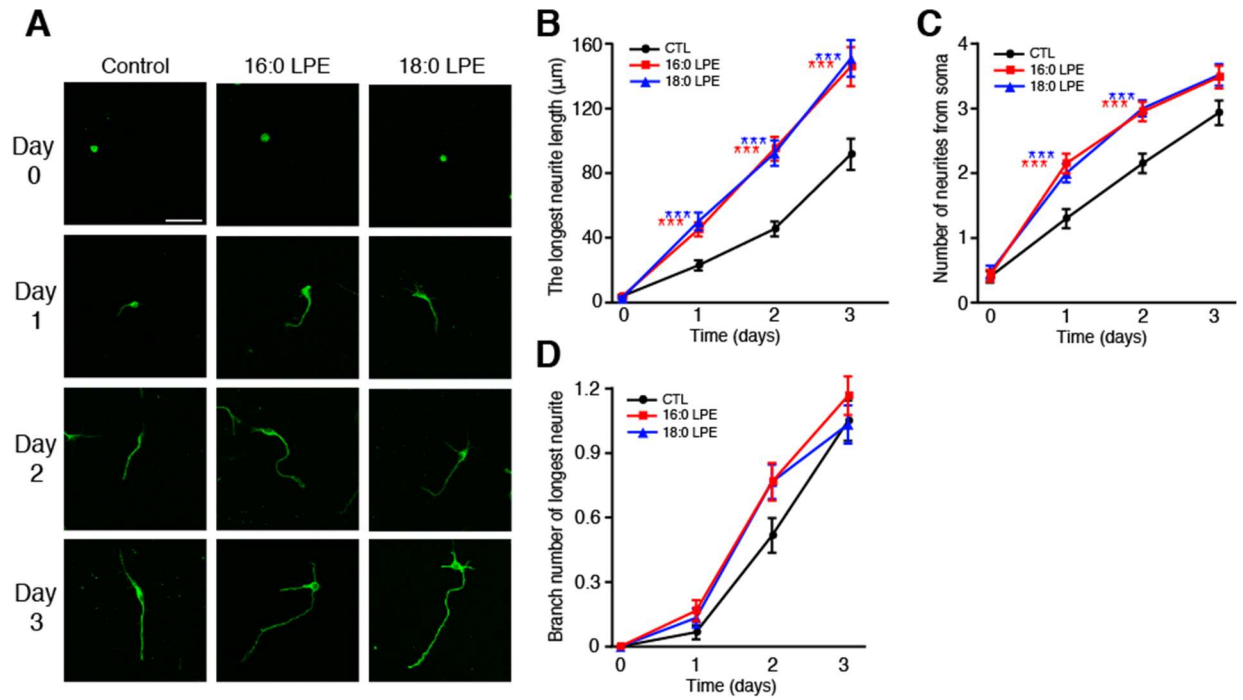 A
Control 16:0 LPE 18:0 LPE
Day
0
Day
1
Day
2
Day
3
B
The longest neurite length (µm)
160
120
80
40
0
CTL
16:0 LPE
18:0 LPE
***
***
***
***
***
***
0 1 2 3
Time (days)
C
Number of neurites from soma
4
3
2
1
0
CTL
16:0 LPE
18:0 LPE
***
***
***
***
0 1 2 3
Time (days)
D
Branch number of longest neurite
1.2
0.9
0.6
0.3
0
CTL
16:0 LPE
18:0 LPE
0 1 2 3
Time (days)